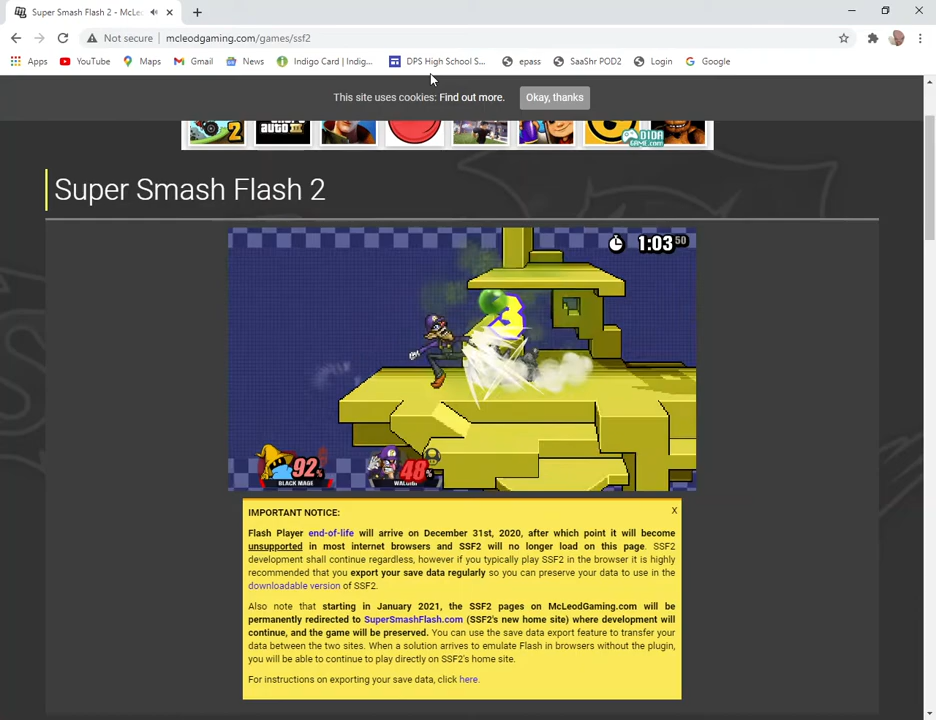 Super Smash Flash 2 - McLe
Not secure
mcleodgaming.com/games/ssf2
Apps
YouTube
Maps
Gmail
News
Indigo Card | Indig...
DPS High School S...
epass
SaaShr POD2
Login
Google
This site uses cookies: Find out more.
Okay, thanks
2
DIDA
GAME.com
Super Smash Flash 2
1:03 50
3
92%
BLACK MAGE
48%
WALUIGI
IMPORTANT NOTICE:
X
Flash Player end-of-life will arrive on December 31st, 2020, after which point it will become
unsupported in most internet browsers and SSF2 will no longer load on this page. SSF2
development shall continue regardless, however if you typically play SSF2 in the browser it is highly
recommended that you export your save data regularly so you can preserve your data to use in the
downloadable version of SSF2.
Also note that starting in January 2021, the SSF2 pages on McLeodGaming.com will be
permanently redirected to SuperSmashFlash.com (SSF2's new home site) where development will
continue, and the game will be preserved. You can use the save data export feature to transfer your
data between the two sites. When a solution arrives to emulate Flash in browsers without the plugin,
you will be able to continue to play directly on SSF2's home site.
For instructions on exporting your save data, click here.